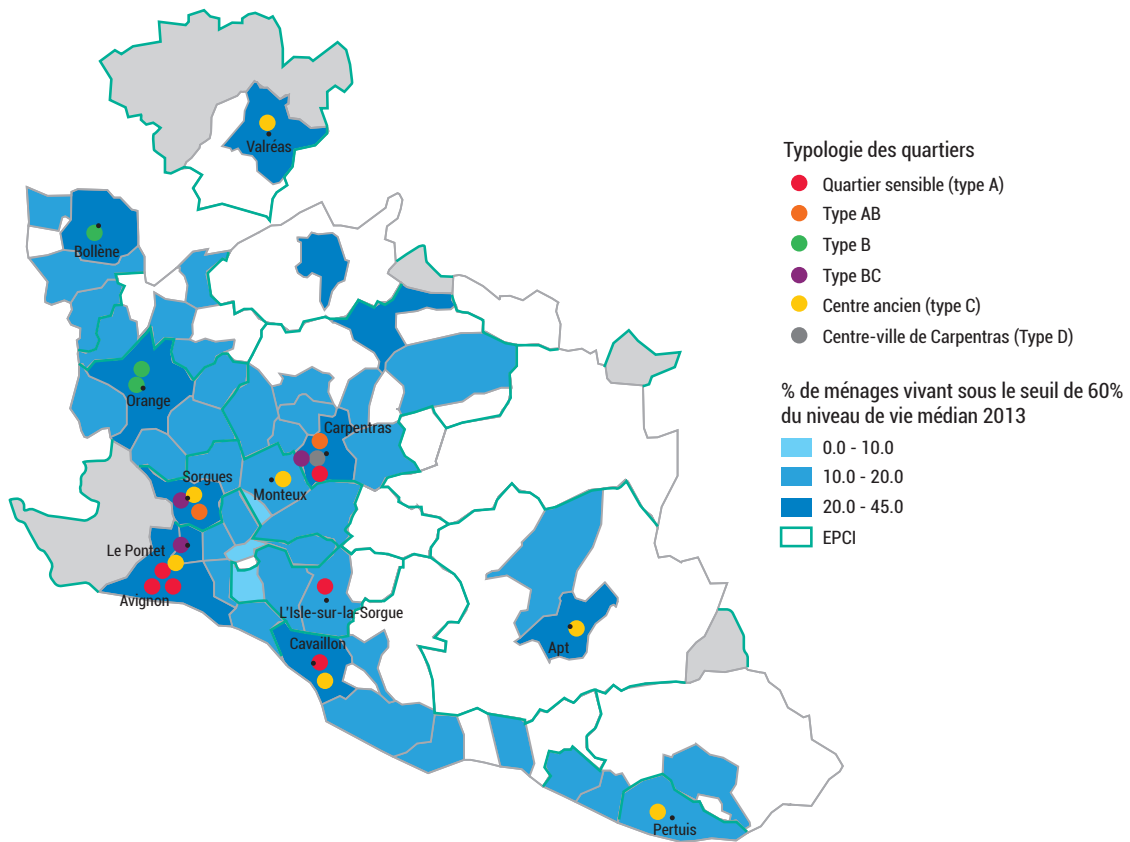 Valréas
Bollène
Orange
Carpentras
Sorgues
Monteux
Le Pontet
Avignon
L'Isle-sur-la-Sorgue
Cavaillon
Apt
Pertuis
Typologie des quartiers
Quartier sensible (type A)
Type AB
Type B
Type BC
Centre ancien (type C)
Centre-ville de Carpentras (Type D)
% de ménages vivant sous le seuil de 60%
du niveau de vie médian 2013
0.0 - 10.0
10.0 - 20.0
20.0 - 45.0
EPCI